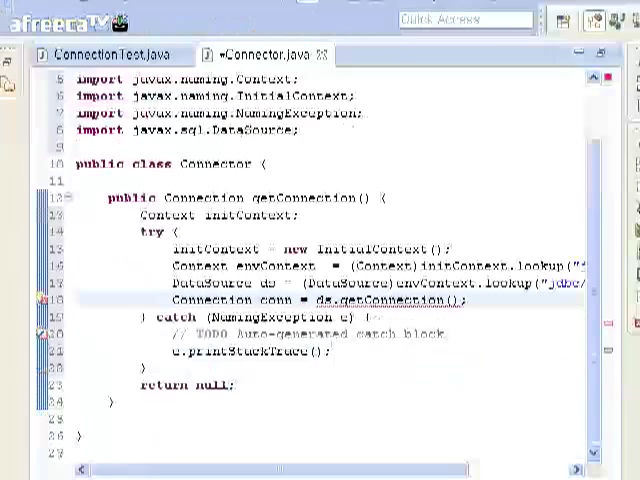 afreecaTV
Quick Access
ConnectionTest.java
*Connector.java
5 import javax.naming.Context;
6 import javax.naming.InitialContext;
7 import javax.naming.NamingException;
8 import javax.sql.DataSource;
9
10 public class Connector {
11
12 public Connection getConnection() {
13 Context initContext;
14 try {
15 initContext = new InitialContext();
16 Context envContext = (Context)initContext.lookup("j
17 DataSource ds = (DataSource)envContext.lookup("jdbc/
18 Connection conn = ds.getConnection();
19 } catch (NamingException e) {
20 // TODO Auto-generated catch block
21 e.printStackTrace();
22 }
23 return null;
24 }
25
26 }
27